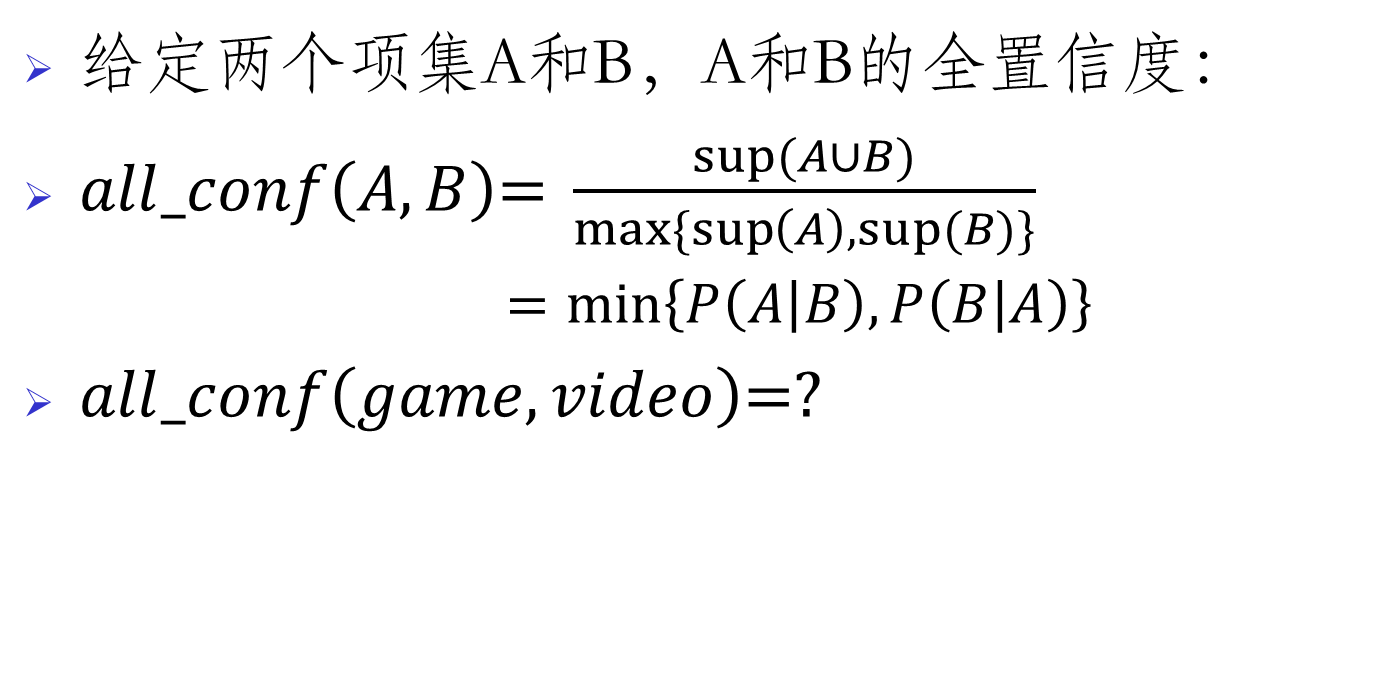 ➢ 给定两个项集A和B，A和B的全置信度：
➢ all_conf(A, B)= sup(A∪B) / max{sup(A),sup(B)}
= min{P(A|B), P(B|A)}
➢ all_conf(game, video)=?